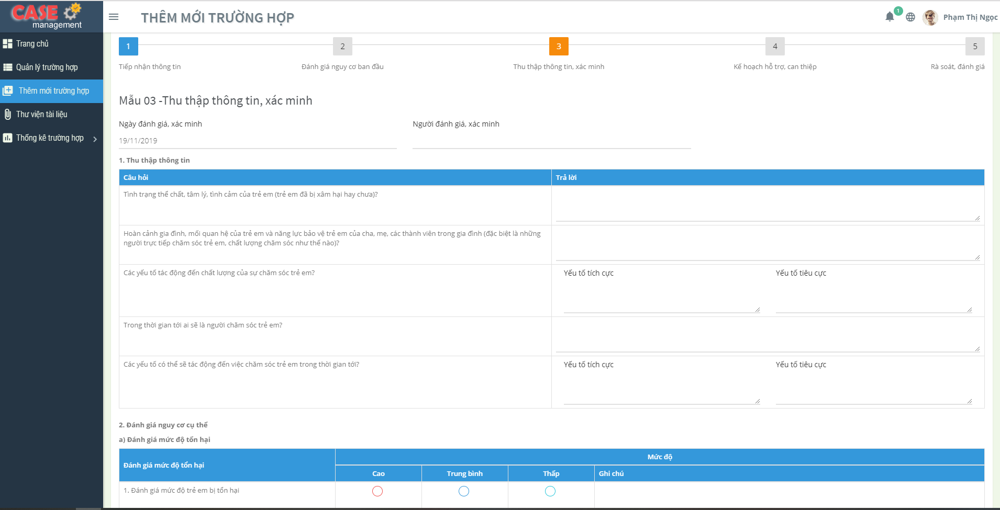 CASE
management
THÊM MỚI TRƯỜNG HỢP
1
Phạm Thị Ngọc
Trang chủ
Quản lý trường hợp
Thêm mới trường hợp
Thư viện tài liệu
Thống kê trường hợp
1
2
3
4
5
Tiếp nhận thông tin
Đánh giá nguy cơ ban đầu
Thu thập thông tin, xác minh
Kế hoạch hỗ trợ, can thiệp
Rà soát, đánh giá
Mẫu 03 -Thu thập thông tin, xác minh
Ngày đánh giá, xác minh
Người đánh giá, xác minh
19/11/2019
1. Thu thập thông tin
Câu hỏi
Trả lời
Tình trạng thể chất, tâm lý, tình cảm của trẻ em (trẻ em đã bị xâm hại hay chưa)?
Hoàn cảnh gia đình, mối quan hệ của trẻ em và năng lực bảo vệ trẻ em của cha, mẹ, các thành viên trong gia đình (đặc biệt là những
người trực tiếp chăm sóc trẻ em, chất lượng chăm sóc như thế nào)?
Các yếu tố tác động đến chất lượng của sự chăm sóc trẻ em?
Yếu tố tích cực
Yếu tố tiêu cực
Trong thời gian tới ai sẽ là người chăm sóc trẻ em?
Các yếu tố có thể sẽ tác động đến việc chăm sóc trẻ em trong thời gian tới?
Yếu tố tích cực
Yếu tố tiêu cực
2. Đánh giá nguy cơ cụ thể
a) Đánh giá mức độ tổn hại
Đánh giá mức độ tổn hại
Mức độ
Cao
Trung bình
Thấp
Ghi chú
1. Đánh giá mức độ trẻ em bị tổn hại